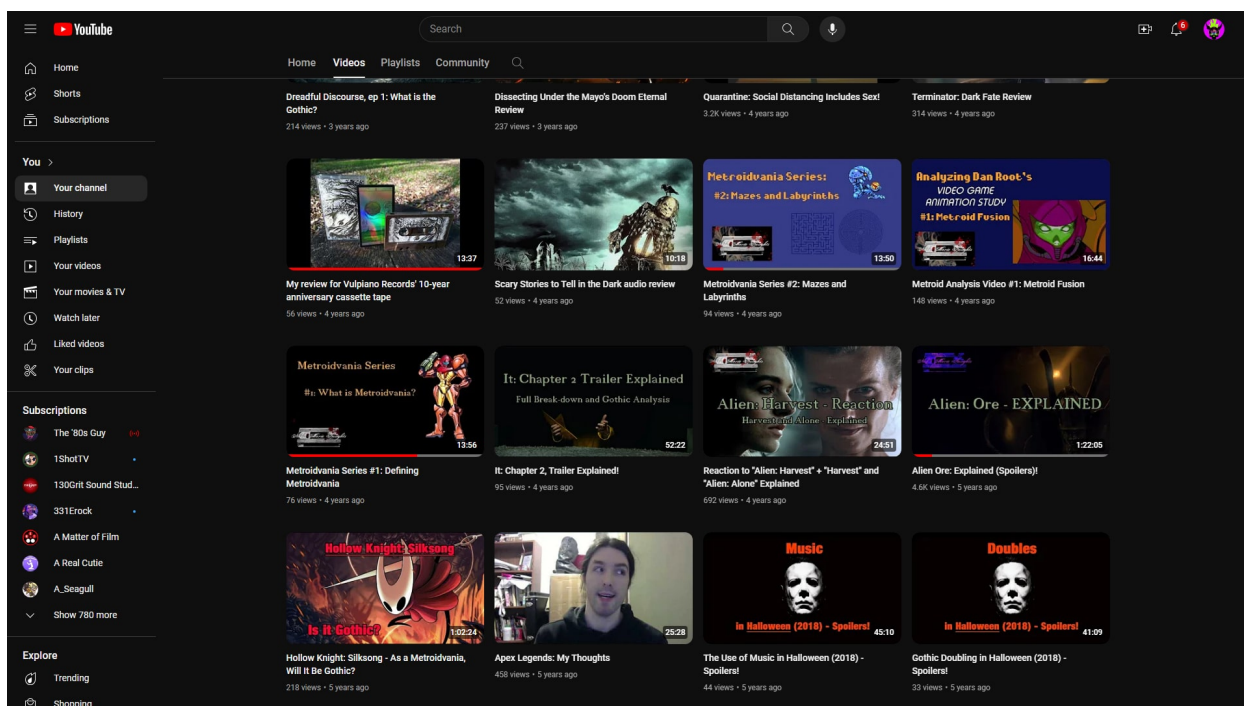 YouTube
Search
6
Home
Shorts
Subscriptions
You >
Your channel
History
Playlists
Your videos
Your movies & TV
Watch later
Liked videos
Your clips
Subscriptions
The '80s Guy
1ShotTV
130Grit Sound Stud...
331Erock
A Matter of Film
A Real Cutie
A_Seagull
Show 780 more
Explore
Trending
Shopping
Home Videos Playlists Community
Dreadful Discourse, ep 1: What is the
Gothic?
214 views • 3 years ago
Dissecting Under the Mayo's Doom Eternal
Review
237 views • 3 years ago
Quarantine: Social Distancing Includes Sex!
3.2K views • 4 years ago
Terminator: Dark Fate Review
314 views • 4 years ago
13:37
My review for Vulpiano Records' 10-year
anniversary cassette tape
56 views • 4 years ago
10:18
Scary Stories to Tell in the Dark audio review
52 views • 4 years ago
Metroidvania Series:
#2: Mazes and Labyrinths
13:50
Metroidvania Series #2: Mazes and
Labyrinths
94 views • 4 years ago
Analyzing Dan Root's
VIDEO GAME
ANIMATION STUDY
#1: Metroid Fusion
16:44
Metroid Analysis Video #1: Metroid Fusion
148 views • 4 years ago
Metroidvania Series
#1: What is Metroidvania?
13:56
Metroidvania Series #1: Defining
Metroidvania
76 views • 4 years ago
It: Chapter 2 Trailer Explained
Full Break-down and Gothic Analysis
52:22
It: Chapter 2, Trailer Explained!
95 views • 4 years ago
Alien: Harvest - Reaction
Harvest and Alone - Explained
24:51
Reaction to "Alien: Harvest" + "Harvest" and
"Alien: Alone" Explained
692 views • 4 years ago
Alien: Ore - EXPLAINED
1:22:05
Alien Ore: Explained (Spoilers)!
4.6K views • 5 years ago
Hollow Knight: Silksong
Is it Gothic?
1:02:24
Hollow Knight: Silksong - As a Metroidvania,
Will It Be Gothic?
218 views • 5 years ago
25:28
Apex Legends: My Thoughts
458 views • 5 years ago
Music
in Halloween (2018) - Spoilers!
45:10
The Use of Music in Halloween (2018) -
Spoilers!
44 views • 5 years ago
Doubles
in Halloween (2018) - Spoilers!
41:09
Gothic Doubling in Halloween (2018) -
Spoilers!
33 views • 5 years ago